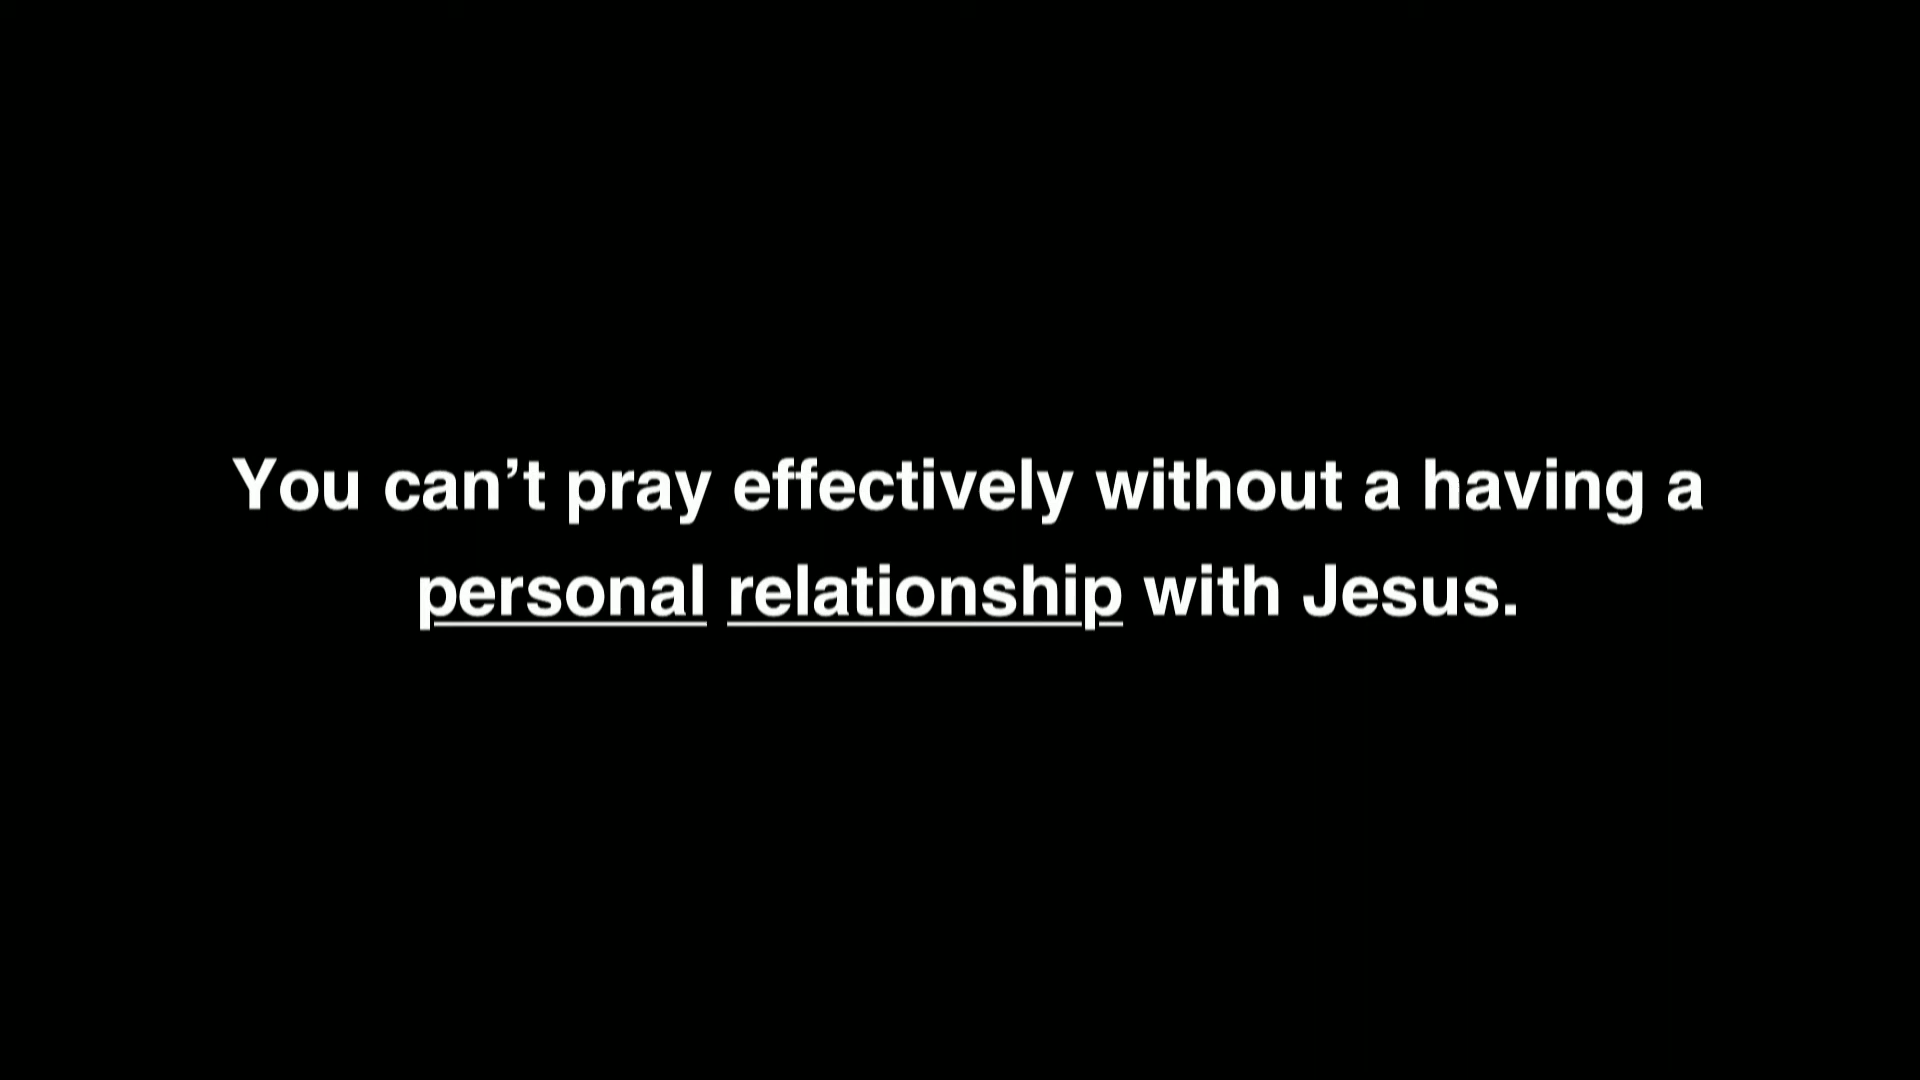 You can’t pray effectively without a having a
personal relationship with Jesus.